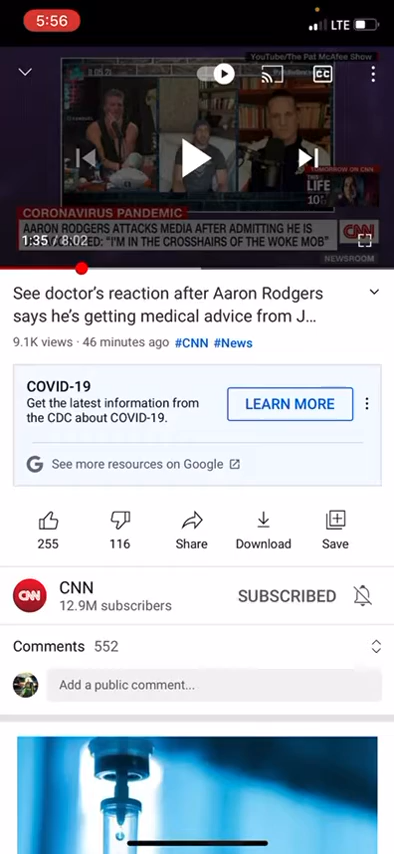 5:56
LTE
YouTube/The Pat McAfee Show
CC
TOMORROW ON CNN
LIFE
CORONAVIRUS PANDEMIC
AARON RODGERS ATTACKS MEDIA AFTER ADMITTING HE IS
"I'M IN THE CROSSHAIRS OF THE WOKE MOB"
CNN
1:35 / 8:02
NEWSROOM
See doctor's reaction after Aaron Rodgers
says he's getting medical advice from J...
9.1K views · 46 minutes ago #CNN #News
COVID-19
Get the latest information from
the CDC about COVID-19.
LEARN MORE
G See more resources on Google
255
116
Share
Download
Save
CNN
CNN
12.9M subscribers
SUBSCRIBED
Comments 552
Add a public comment...